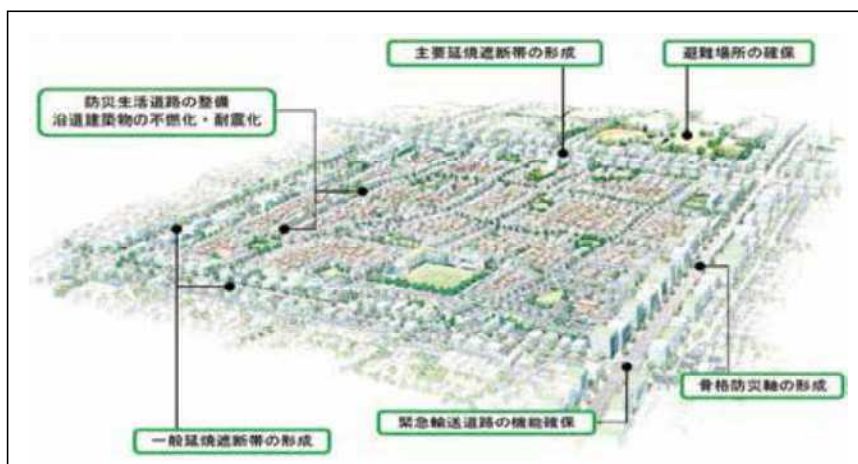 主要延焼遮断帯の形成
避難場所の確保
防災生活道路の整備
沿道建築物の不燃化・耐震化
骨格防災軸の形成
緊急輸送道路の機能確保
一般延焼遮断帯の形成